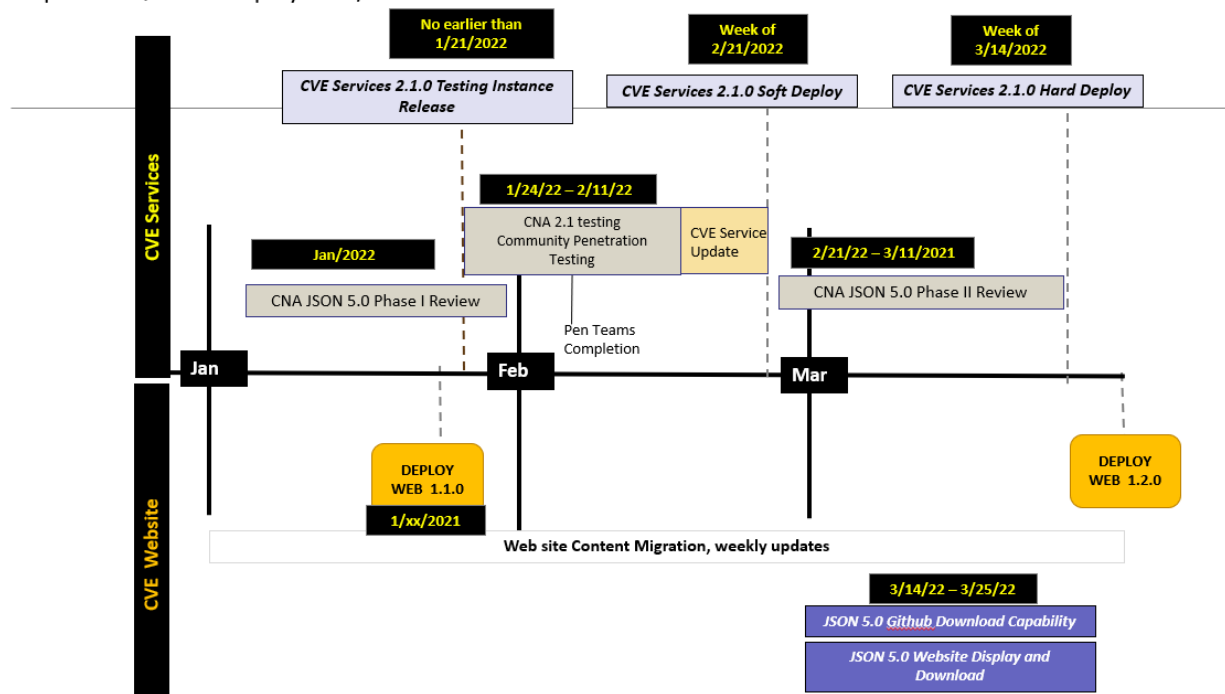 No earlier than
1/21/2022
Week of
2/21/2022
Week of
3/14/2022
CVE Services 2.1.0 Testing Instance
Release
CVE Services 2.1.0 Soft Deploy
CVE Services 2.1.0 Hard Deploy
CVE Services
1/24/22 – 2/11/22
CNA 2.1 testing
Community Penetration
Testing
CVE Service
Update
Jan/2022
2/21/22 – 3/11/2021
CNA JSON 5.0 Phase I Review
CNA JSON 5.0 Phase II Review
Pen Teams
Completion
Jan
Feb
Mar
CVE Website
DEPLOY
WEB 1.1.0
1/xx/2021
DEPLOY
WEB 1.2.0
Web site Content Migration, weekly updates
3/14/22 – 3/25/22
JSON 5.0 Github Download Capability
JSON 5.0 Website Display and
Download